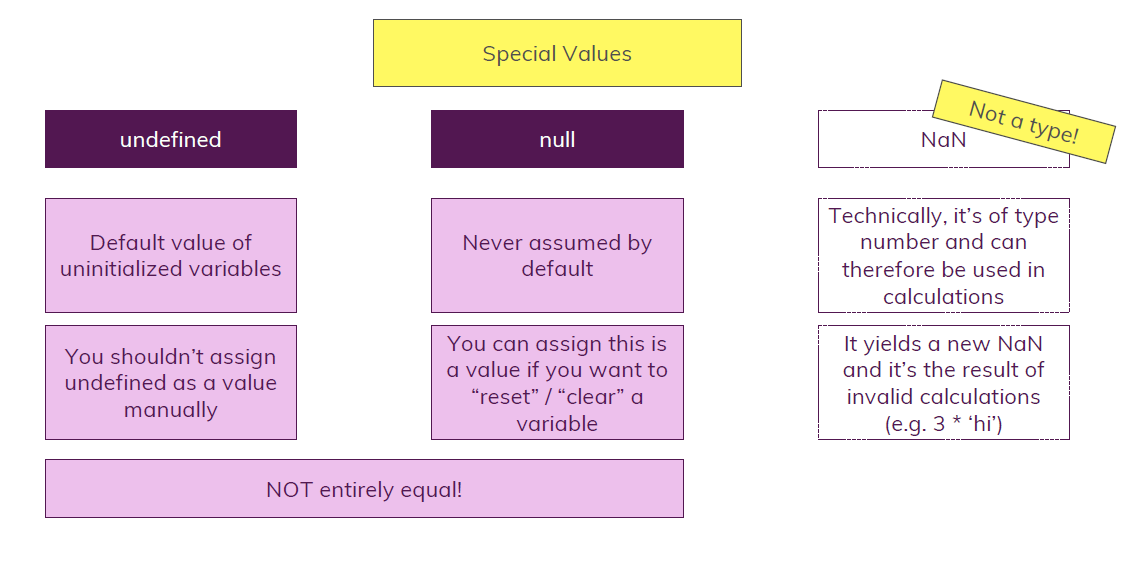 Special Values
undefined
null
NaN
Not a type!
Default value of
uninitialized variables
Never assumed by
default
Technically, it’s of type
number and can
therefore be used in
calculations
You shouldn’t assign
undefined as a value
manually
You can assign this is
a value if you want to
“reset” / “clear” a
variable
It yields a new NaN
and it’s the result of
invalid calculations
(e.g. 3 * ‘hi’)
NOT entirely equal!